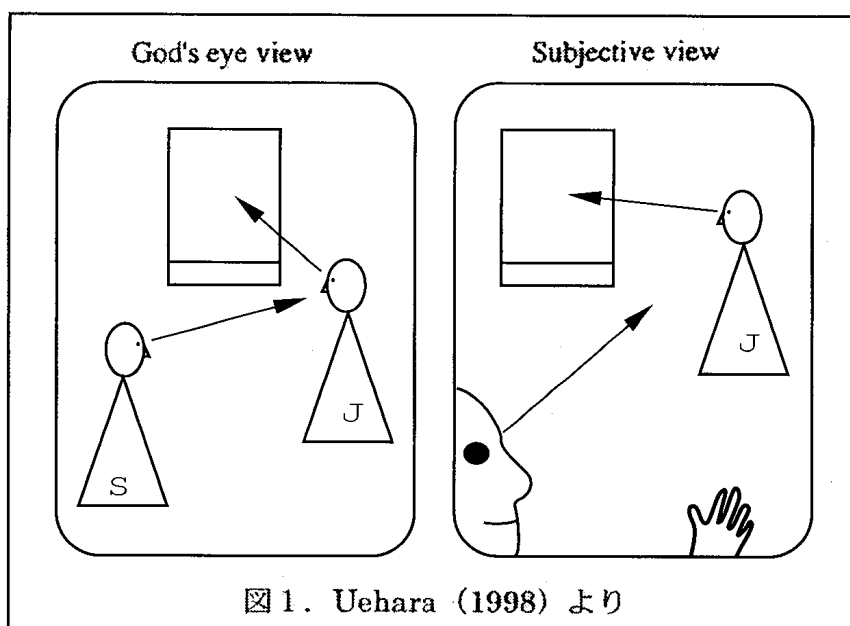 God's eye view
Subjective view
J
S
J
図1. Uehara (1998) より